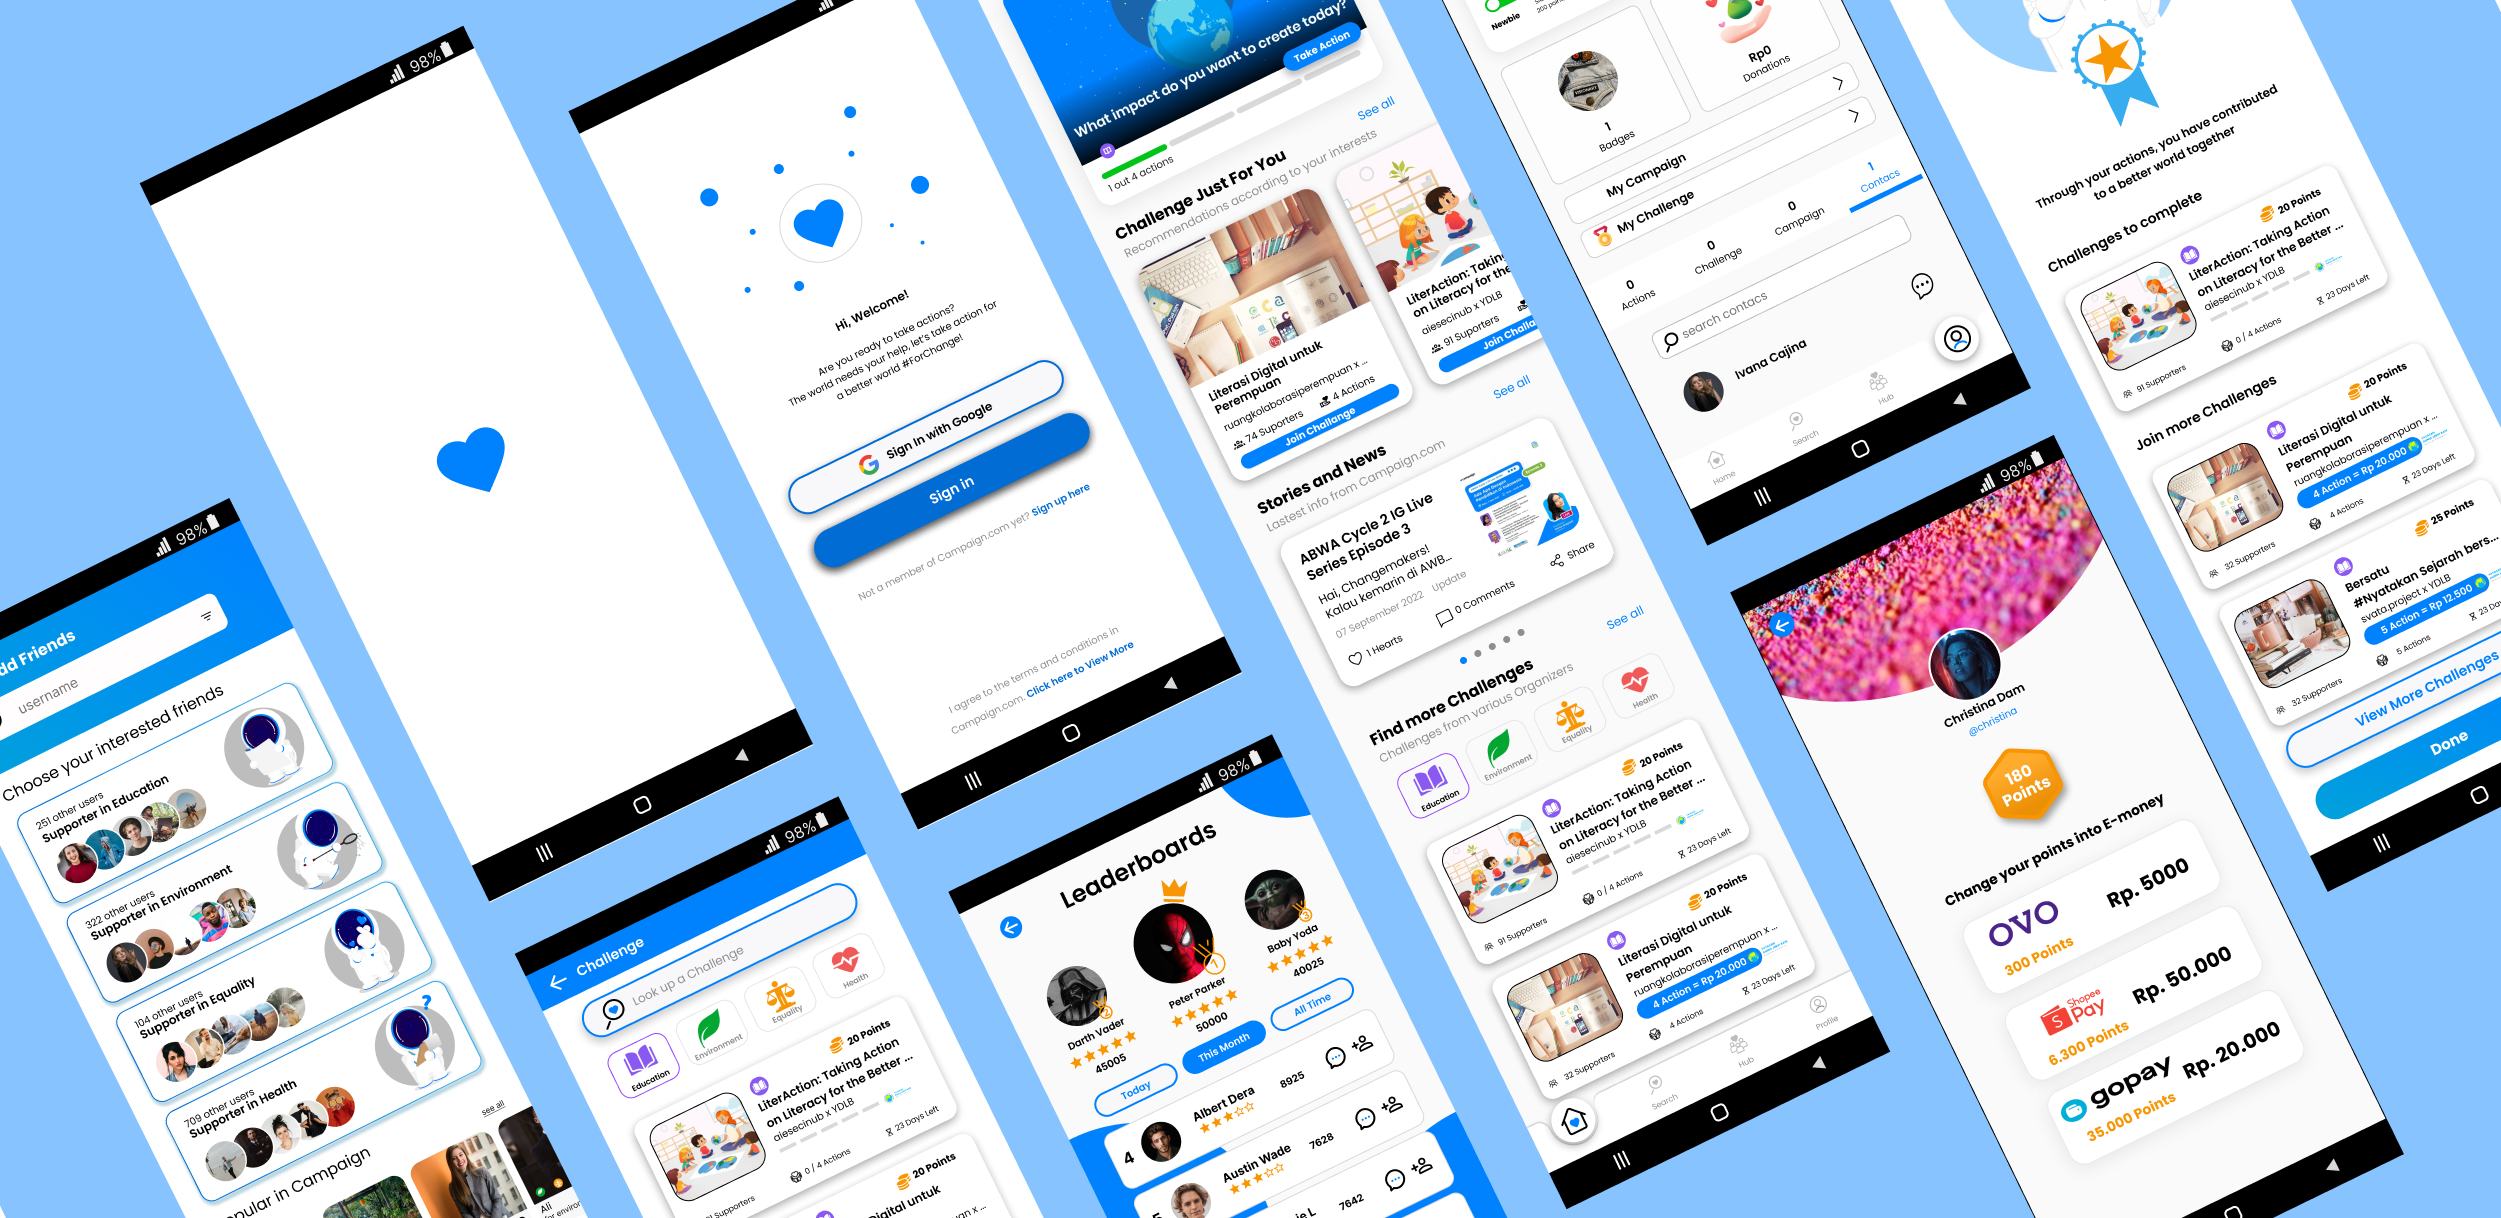 98%
98%
dd Friends
username
Choose your interested friends
251 other users
Supporter in Education
322 other users
Supporter in Environment
104 other users
Supporter in Equality
709 other users
Supporter in Health
?
see all
opular in Campaign
Ali
Hi, Welcome!
Are you ready to take actions?
The world needs your help, let's take action for
a better world #ForChange!
Sign In with Google
Sign in
Not a member of Campaign.com yet? Sign up here
I agree to the terms and conditions in
Campaign.com. Click here to View More
98%
Challenge
Look up a Challenge
Education
Environment
Equality
Health
20 Points
LiterAction: Taking Action
on Literacy for the Better ...
aiesecinub x YDLB
23 Days Left
0 / 4 Actions
Supporters
20 Points
Digital untuk
98%
Leaderboards
Darth Vader
45005
2
Peter Parker
50000
1
Baby Yoda
40025
3
Today
This Month
All Time
4
Albert Dera
8925
5
Austin Wade
7628
7642
What impact do you want to create today?
Take Action
1 out 4 actions
See all
Challenge Just For You
Recommendations according to your interests
Literasi Digital untuk
Perempuan
ruangkolaborasiperempuan x ...
74 Suporters
4 Actions
Join Challange
LiterAction: Takin
on Literacy for the
aiesecinub x YDLB
91 Suporters
Join Challa
See all
Stories and News
Lastest info from Campaign.com
ABWA Cycle 2 IG Live
Series Episode 3
Hai, Changemakers!
Kalau kemarin di AWB...
07 September 2022
Update
1 Hearts
0 Comments
Share
See all
Find more Challenges
Challenges from various Organizers
Education
Environment
Equality
Health
20 Points
LiterAction: Taking Action
on Literacy for the Better ...
aiesecinub x YDLB
23 Days Left
0 / 4 Actions
91 Supporters
20 Points
Literasi Digital untuk
Perempuan
ruangkolaborasiperempuan x ...
4 Action = Rp 20.000
23 Days Left
4 Actions
32 Supporters
Search
Hub
Profile
Newbie
1
Badges
Rp0
Donations
My Campaign
My Challenge
0
Actions
0
Challenge
0
Campaign
1
Contacs
search contacs
Ivana Cajina
Home
Search
Hub
98%
Christina Dam
@christina
180
Points
Change your points into E-money
OVO
Rp. 5000
300 Points
Shopee
Pay
Rp. 50.000
6.300 Points
gopay
Rp. 20.000
35.000 Points
Through your actions, you have contributed
to a better world together
Challenges to complete
20 Points
LiterAction: Taking Action
on Literacy for the Better ...
aiesecinub x YDLB
23 Days Left
0 / 4 Actions
91 Supporters
Join more Challenges
20 Points
Literasi Digital untuk
Perempuan
ruangkolaborasiperempuan x ...
4 Action = Rp 20.000
23 Days Left
4 Actions
32 Supporters
25 Points
Bersatu
#Nyatakan Sejarah bers...
svata.project x YDLB
5 Action = Rp 12.500
5 Actions
32 Supporters
View More Challenges
Done